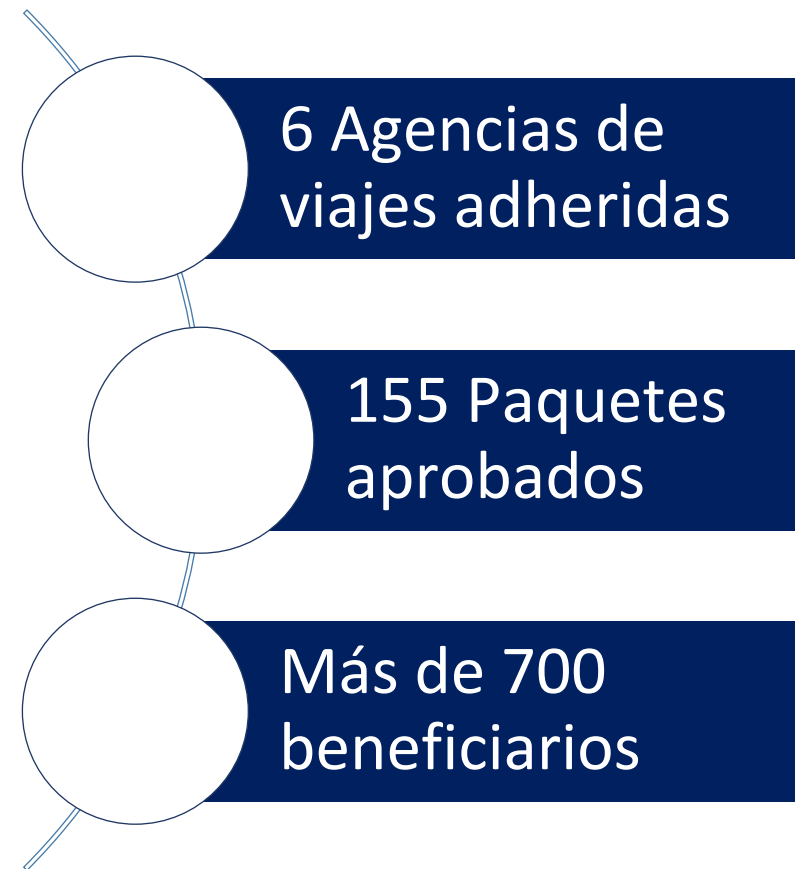 6 Agencias de
viajes adheridas
155 Paquetes
aprobados
Más de 700
beneficiarios